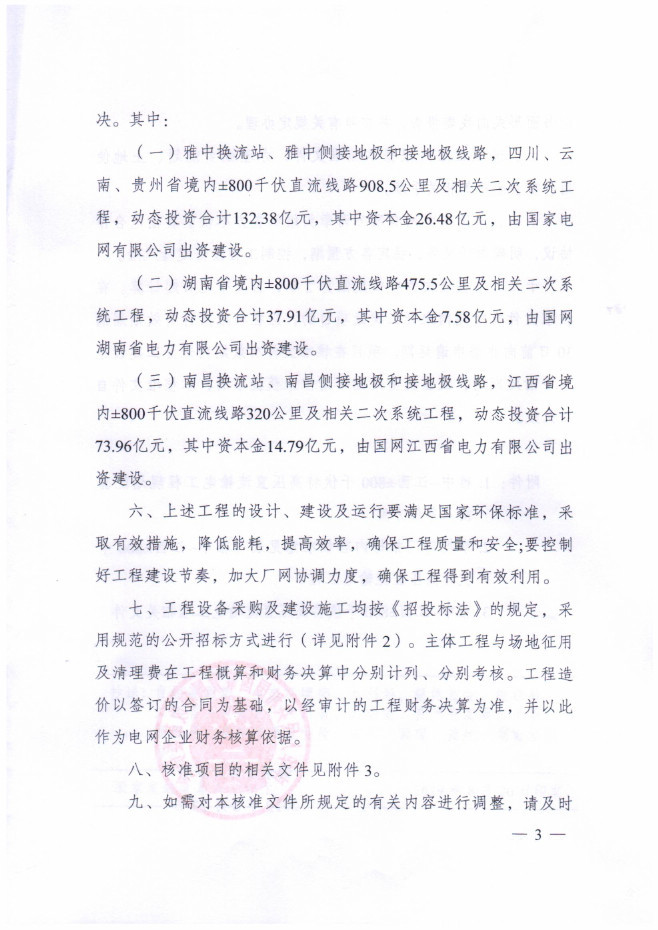 决。其中：
（一）雅中换流站、雅中侧接地极和接地极线路，四川、云
南、贵州省境内±800千伏直流线路908.5公里及相关二次系统工
程，动态投资合计132.38亿元，其中资本金26.48亿元，由国家电
网有限公司出资建设。
（二）湖南省境内±800千伏直流线路475.5公里及相关二次系
统工程，动态投资合计37.91亿元，其中资本金7.58亿元，由国网
湖南省电力有限公司出资建设。
（三）南昌换流站、南昌侧接地极和接地极线路，江西省境
内±800千伏直流线路320公里及相关二次系统工程，动态投资合计
73.96亿元，其中资本金14.79亿元，由国网江西省电力有限公司出
资建设。
六、上述工程的设计、建设及运行要满足国家环保标准，采
取有效措施，降低能耗，提高效率，确保工程质量和安全;要控制
好工程建设节奏，加大厂网协调力度，确保工程得到有效利用。
七、工程设备采购及建设施工均按《招投标法》的规定，采
用规范的公开招标方式进行（详见附件2）。主体工程与场地征用
及清理费在工程概算和财务决算中分别计列、分别考核。工程造
价以签订的合同为基础，以经审计的工程财务决算为准，并以此
作为电网企业财务核算依据。
八、核准项目的相关文件见附件3。
九、如需对本核准文件所规定的有关内容进行调整，请及时
— 3 —